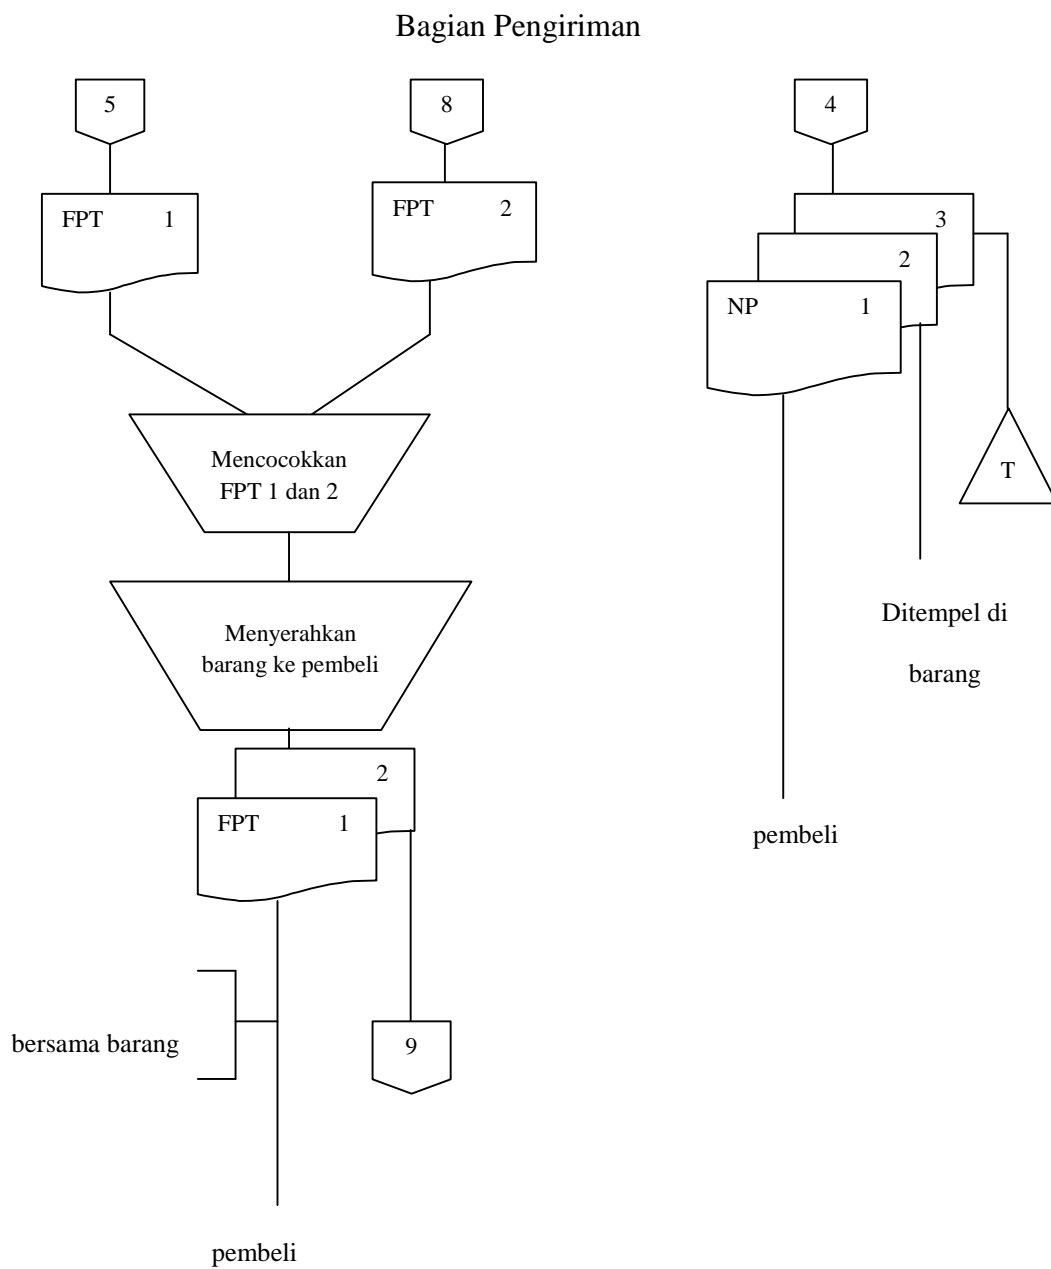 Bagian Pengiriman
5
8
4
FPT 1
FPT 2
3
2
NP 1
Mencocokkan
FPT 1 dan 2
T
Menyerahkan
barang ke pembeli
Ditempel di
barang
2
FPT 1
pembeli
bersama barang
9
pembeli